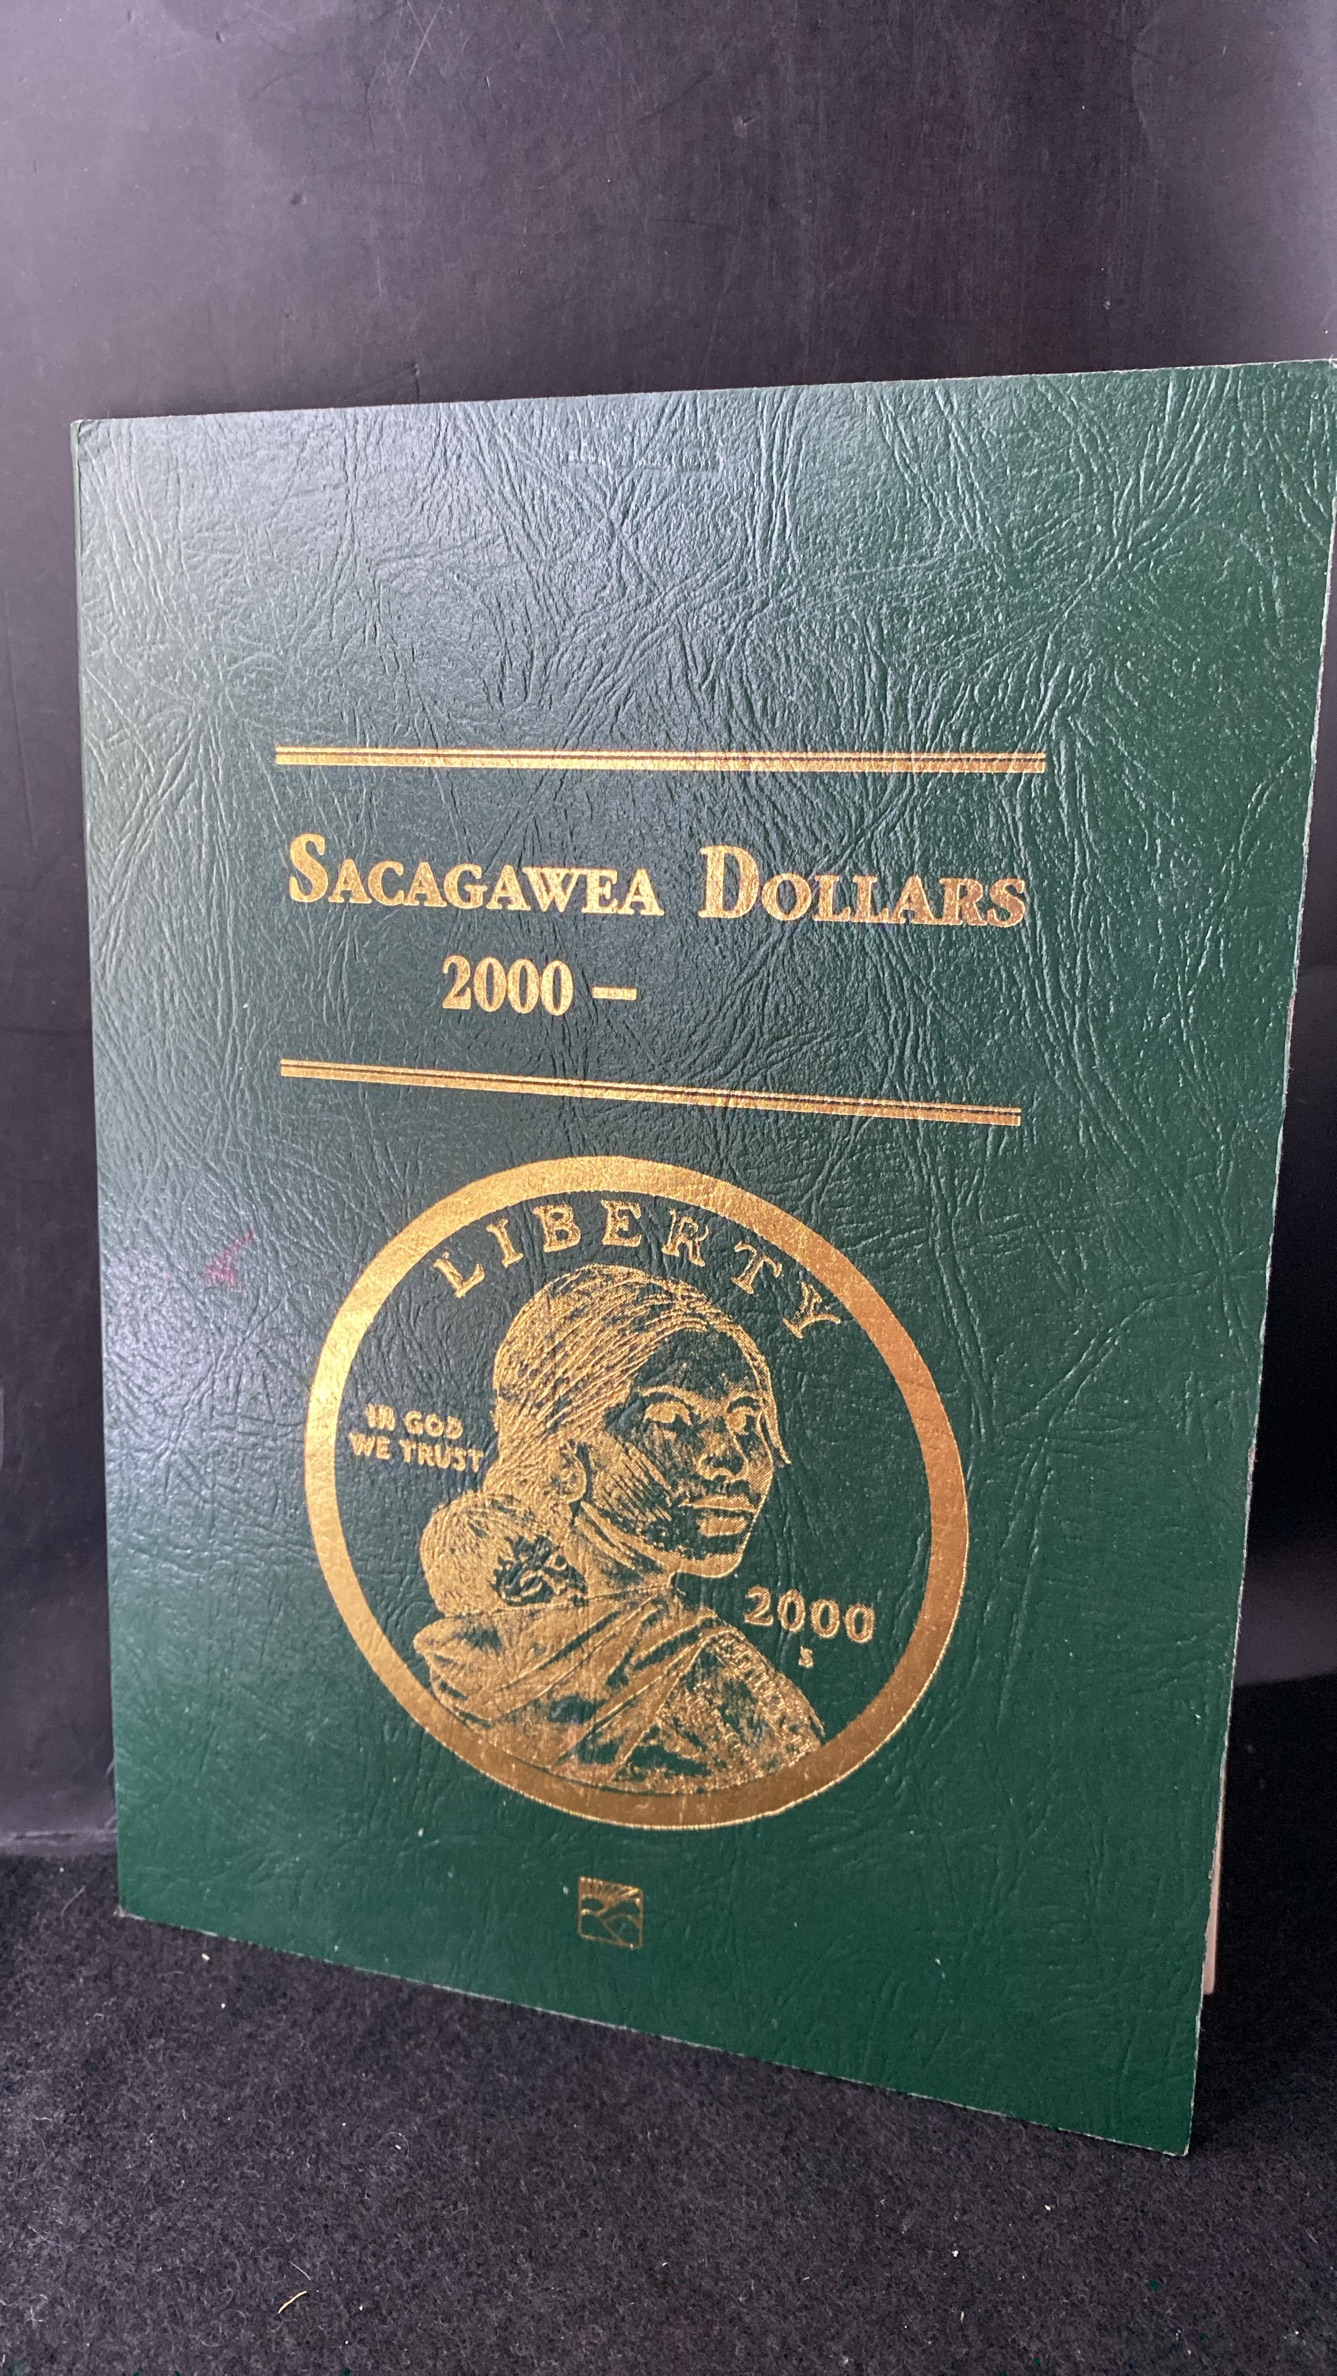 SACAGAWEA DOLLARS
2000 –
LIBERTY
IN GOD
WE TRUST
2000
S